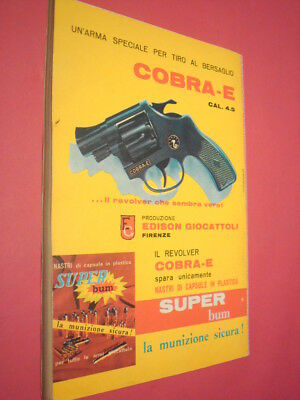 UN'ARMA SPECIALE PER TIRO AL BERSAGLIO
COBRA-E
CAL. 4.5
COBRA-E
...Il revolver che sembra vero!
PRODUZIONE
EDISON GIOCATTOLI
FIRENZE
IL REVOLVER
COBRA-E
spara unicamente
NASTRI DI CAPSULE IN PLASTICA
SUPER
bum
la munizione sicura!
NASTRI di capsule in plastica
SUPER
bum
la munizione sicura!